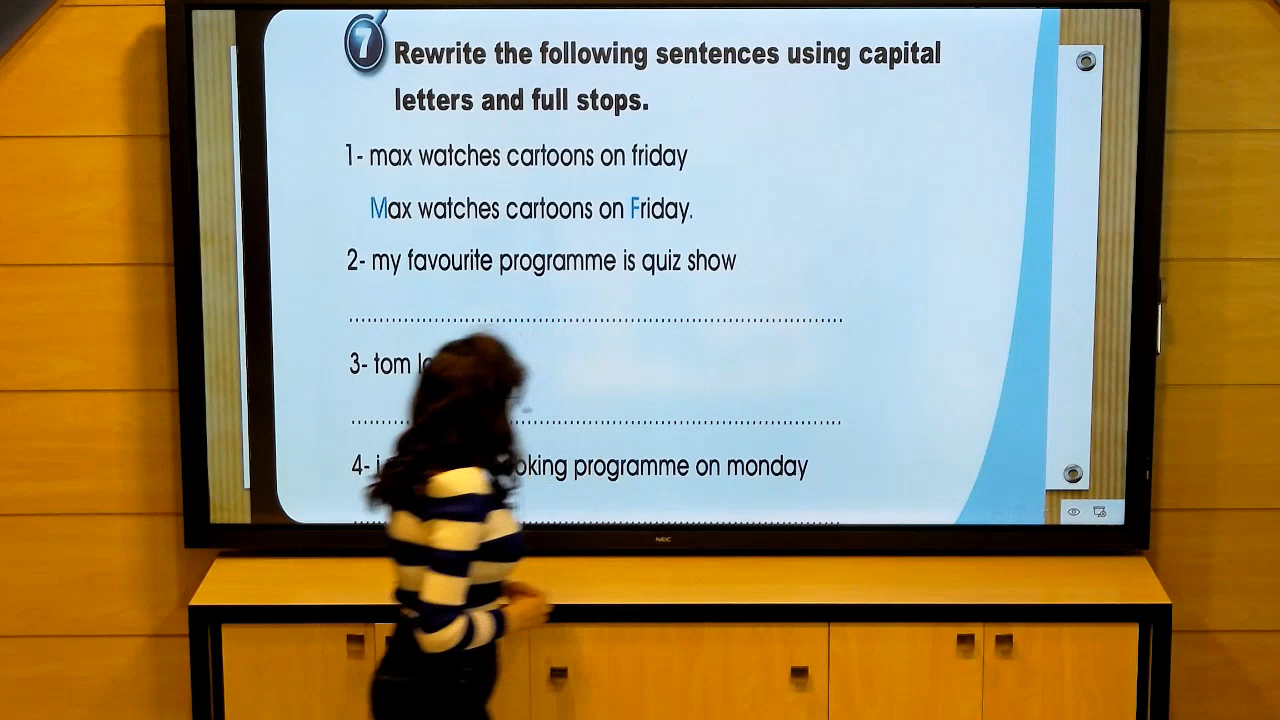 7
Rewrite the following sentences using capital
letters and full stops.
1- max watches cartoons on friday
Max watches cartoons on Friday.
2- my favourite programme is quiz show
3- tom
4- programme on monday
NEC